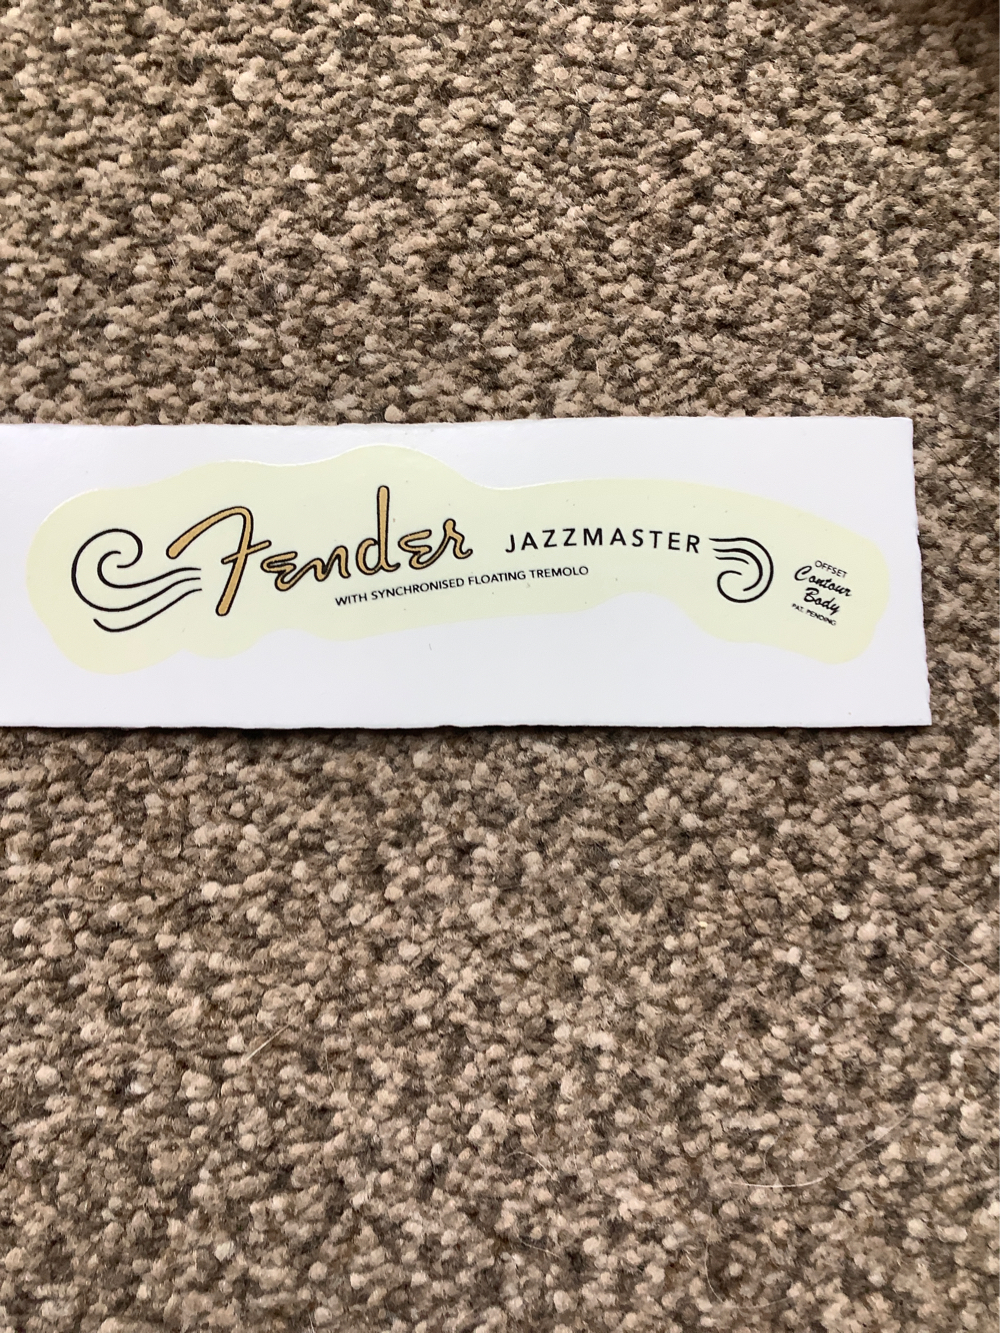 Fender JAZZMASTER
WITH SYNCHRONISED FLOATING TREMOLO
OFFSET
Contour
Body
PAT. PENDING